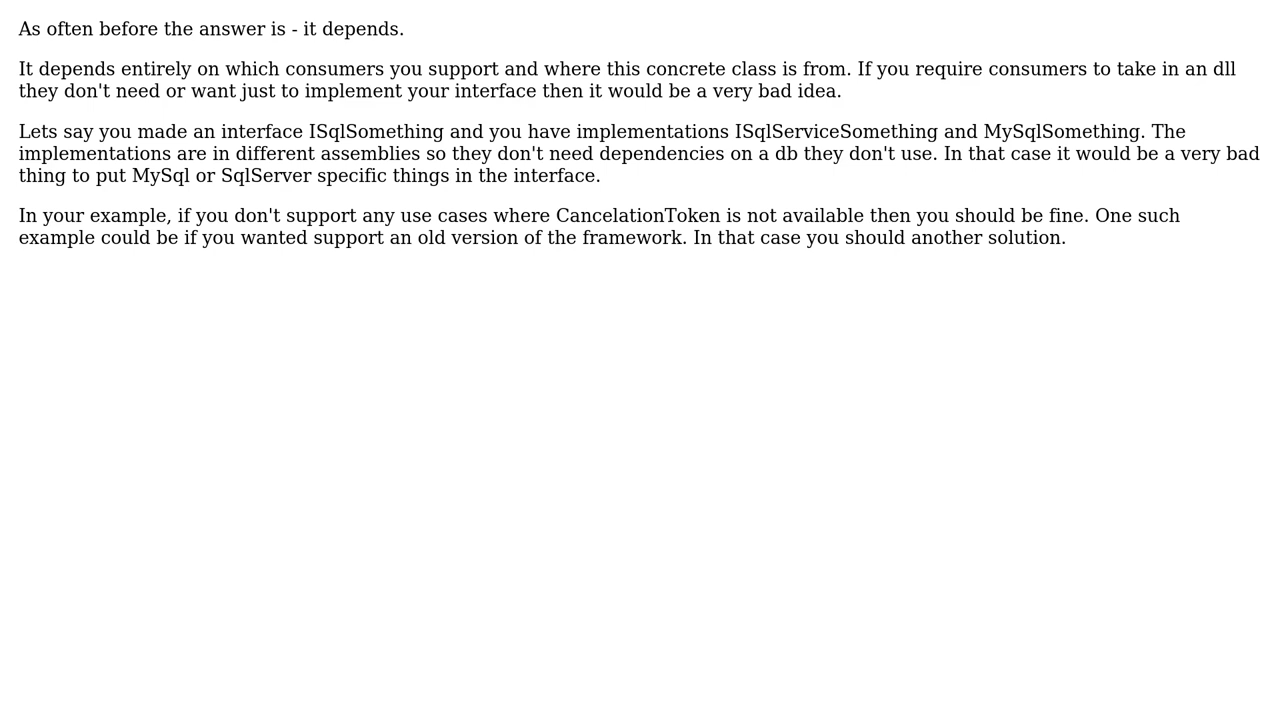 As often before the answer is - it depends.
It depends entirely on which consumers you support and where this concrete class is from. If you require consumers to take in an dll
they don't need or want just to implement your interface then it would be a very bad idea.
Lets say you made an interface ISqlSomething and you have implementations ISqlServiceSomething and MySqlSomething. The
implementations are in different assemblies so they don't need dependencies on a db they don't use. In that case it would be a very bad
thing to put MySql or SqlServer specific things in the interface.
In your example, if you don't support any use cases where CancelationToken is not available then you should be fine. One such
example could be if you wanted support an old version of the framework. In that case you should another solution.